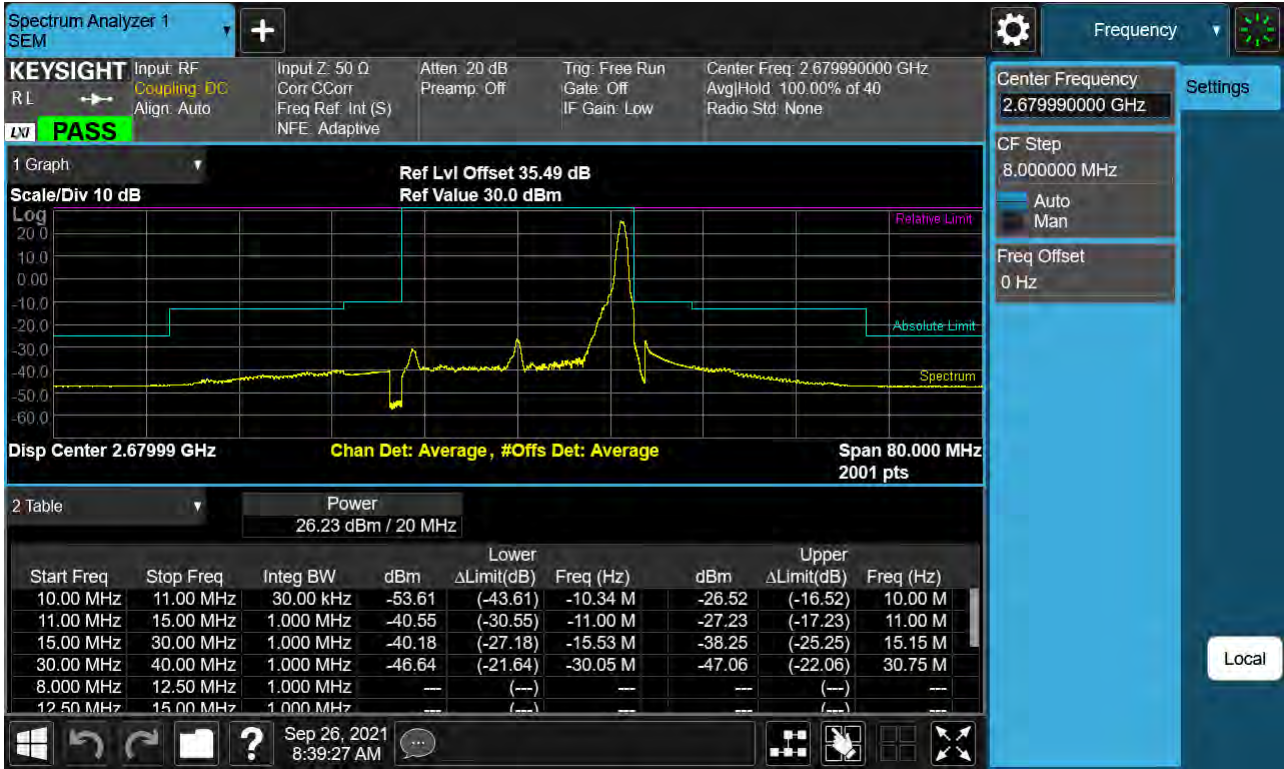 Spectrum Analyzer 1
SEM
Frequency
KEYSIGHT
R L
LXI PASS
Input: RF
Coupling: DC
Align: Auto
Input Z: 50 Ω
Corr CCorr
Freq Ref: Int (S)
NFE: Adaptive
Atten: 20 dB
Preamp: Off
Trig: Free Run
Gate: Off
IF Gain: Low
Center Freq: 2.679990000 GHz
Avg|Hold: 100.00% of 40
Radio Std: None
Center Frequency
2.679990000 GHz
Settings
CF Step
8.000000 MHz
Auto
Man
Freq Offset
0 Hz
Local
1 Graph
Scale/Div 10 dB
Ref Lvl Offset 35.49 dB
Ref Value 30.0 dBm
Log
20.0
10.0
0.00
-10.0
-20.0
-30.0
-40.0
-50.0
-60.0
Relative Limit
Absolute Limit
Spectrum
Disp Center 2.67999 GHz
Chan Det: Average, #Offs Det: Average
Span 80.000 MHz
2001 pts
2 Table
Power
26.23 dBm / 20 MHz
Lower Upper
Start Freq Stop Freq Integ BW dBm ΔLimit(dB) Freq (Hz) dBm ΔLimit(dB) Freq (Hz)
10.00 MHz 11.00 MHz 30.00 kHz -53.61 (-43.61) -10.34 M -26.52 (-16.52) 10.00 M
11.00 MHz 15.00 MHz 1.000 MHz -40.55 (-30.55) -11.00 M -27.23 (-17.23) 11.00 M
15.00 MHz 30.00 MHz 1.000 MHz -40.18 (-27.18) -15.53 M -38.25 (-25.25) 15.15 M
30.00 MHz 40.00 MHz 1.000 MHz -46.64 (-21.64) -30.05 M -47.06 (-22.06) 30.75 M
8.000 MHz 12.50 MHz 1.000 MHz --- (---) --- --- (---) ---
12.50 MHz 15.00 MHz 1.000 MHz --- (---) --- --- (---) ---
?
Sep 26, 2021
8:39:27 AM